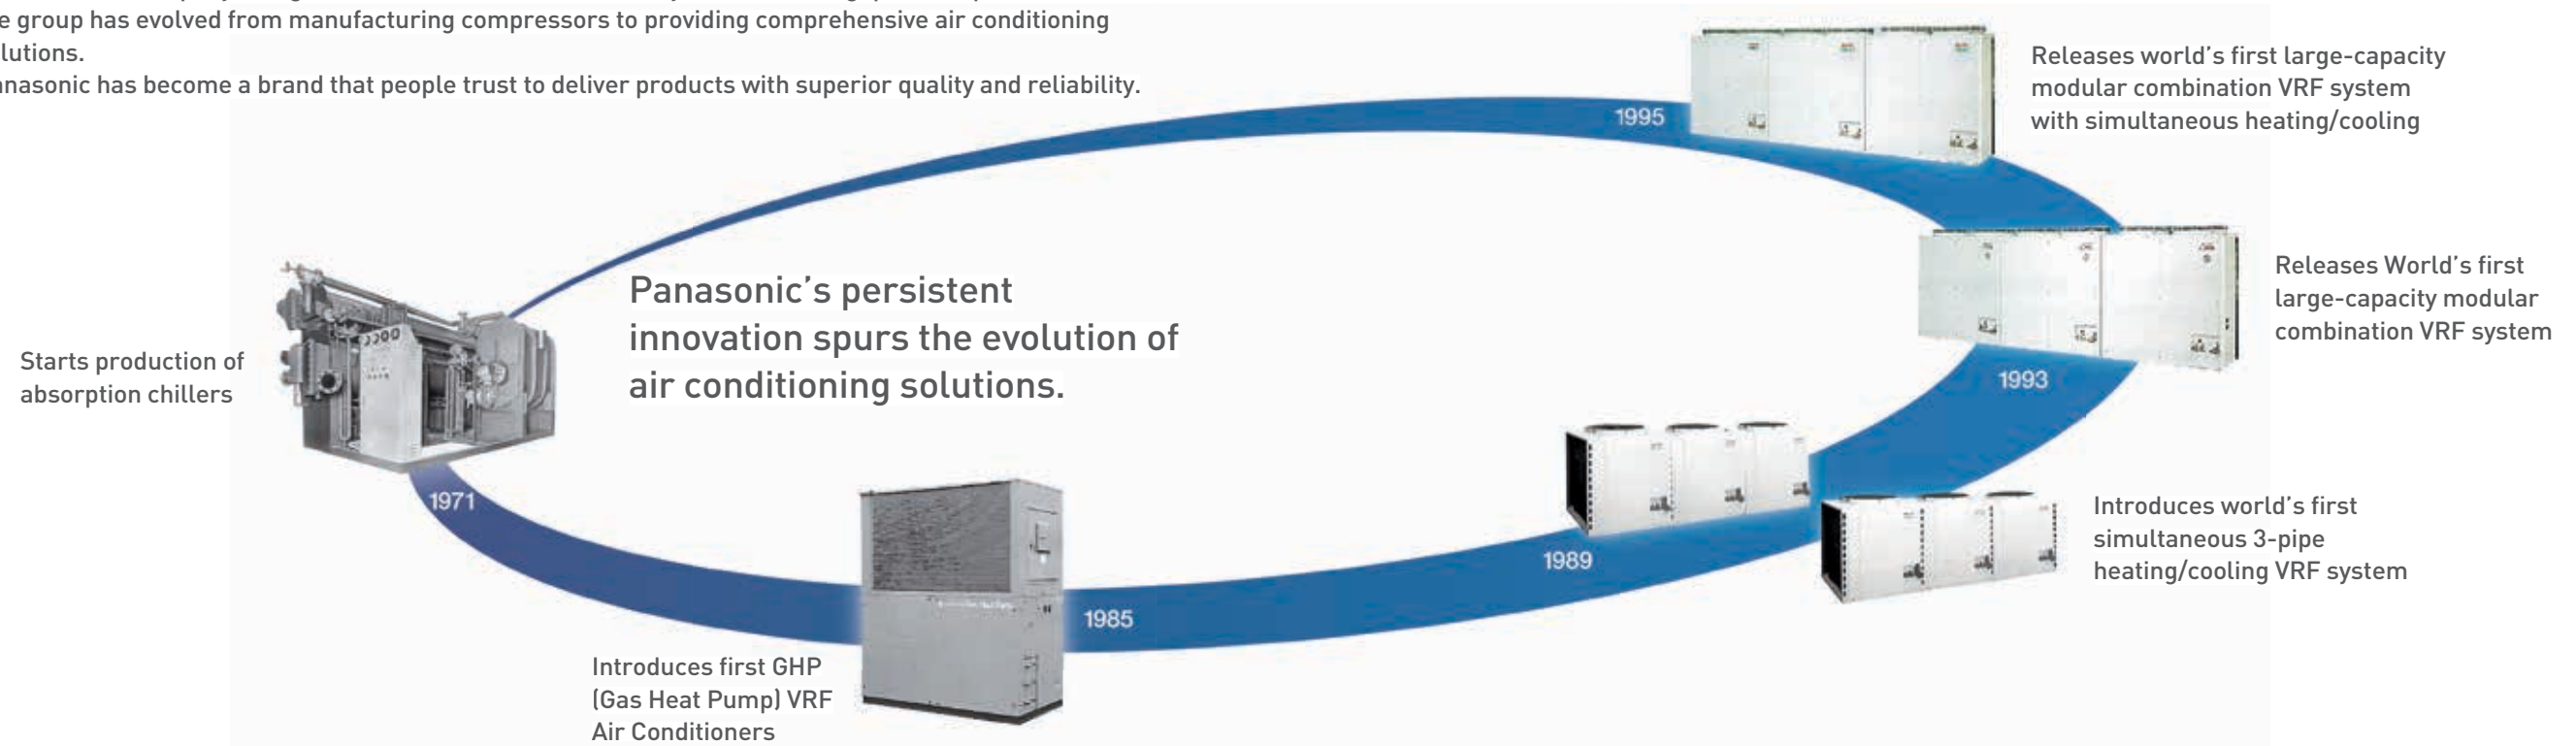 e group has evolved from manufacturing compressors to providing comprehensive air conditioning
lutions.
anasonic has become a brand that people trust to deliver products with superior quality and reliability.
1995
Releases world's first large-capacity
modular combination VRF system
with simultaneous heating/cooling
Releases World's first
large-capacity modular
combination VRF system
1993
Panasonic's persistent
innovation spurs the evolution of
air conditioning solutions.
Starts production of
absorption chillers
1971
Introduces world's first
simultaneous 3-pipe
heating/cooling VRF system
1989
1985
Introduces first GHP
(Gas Heat Pump) VRF
Air Conditioners